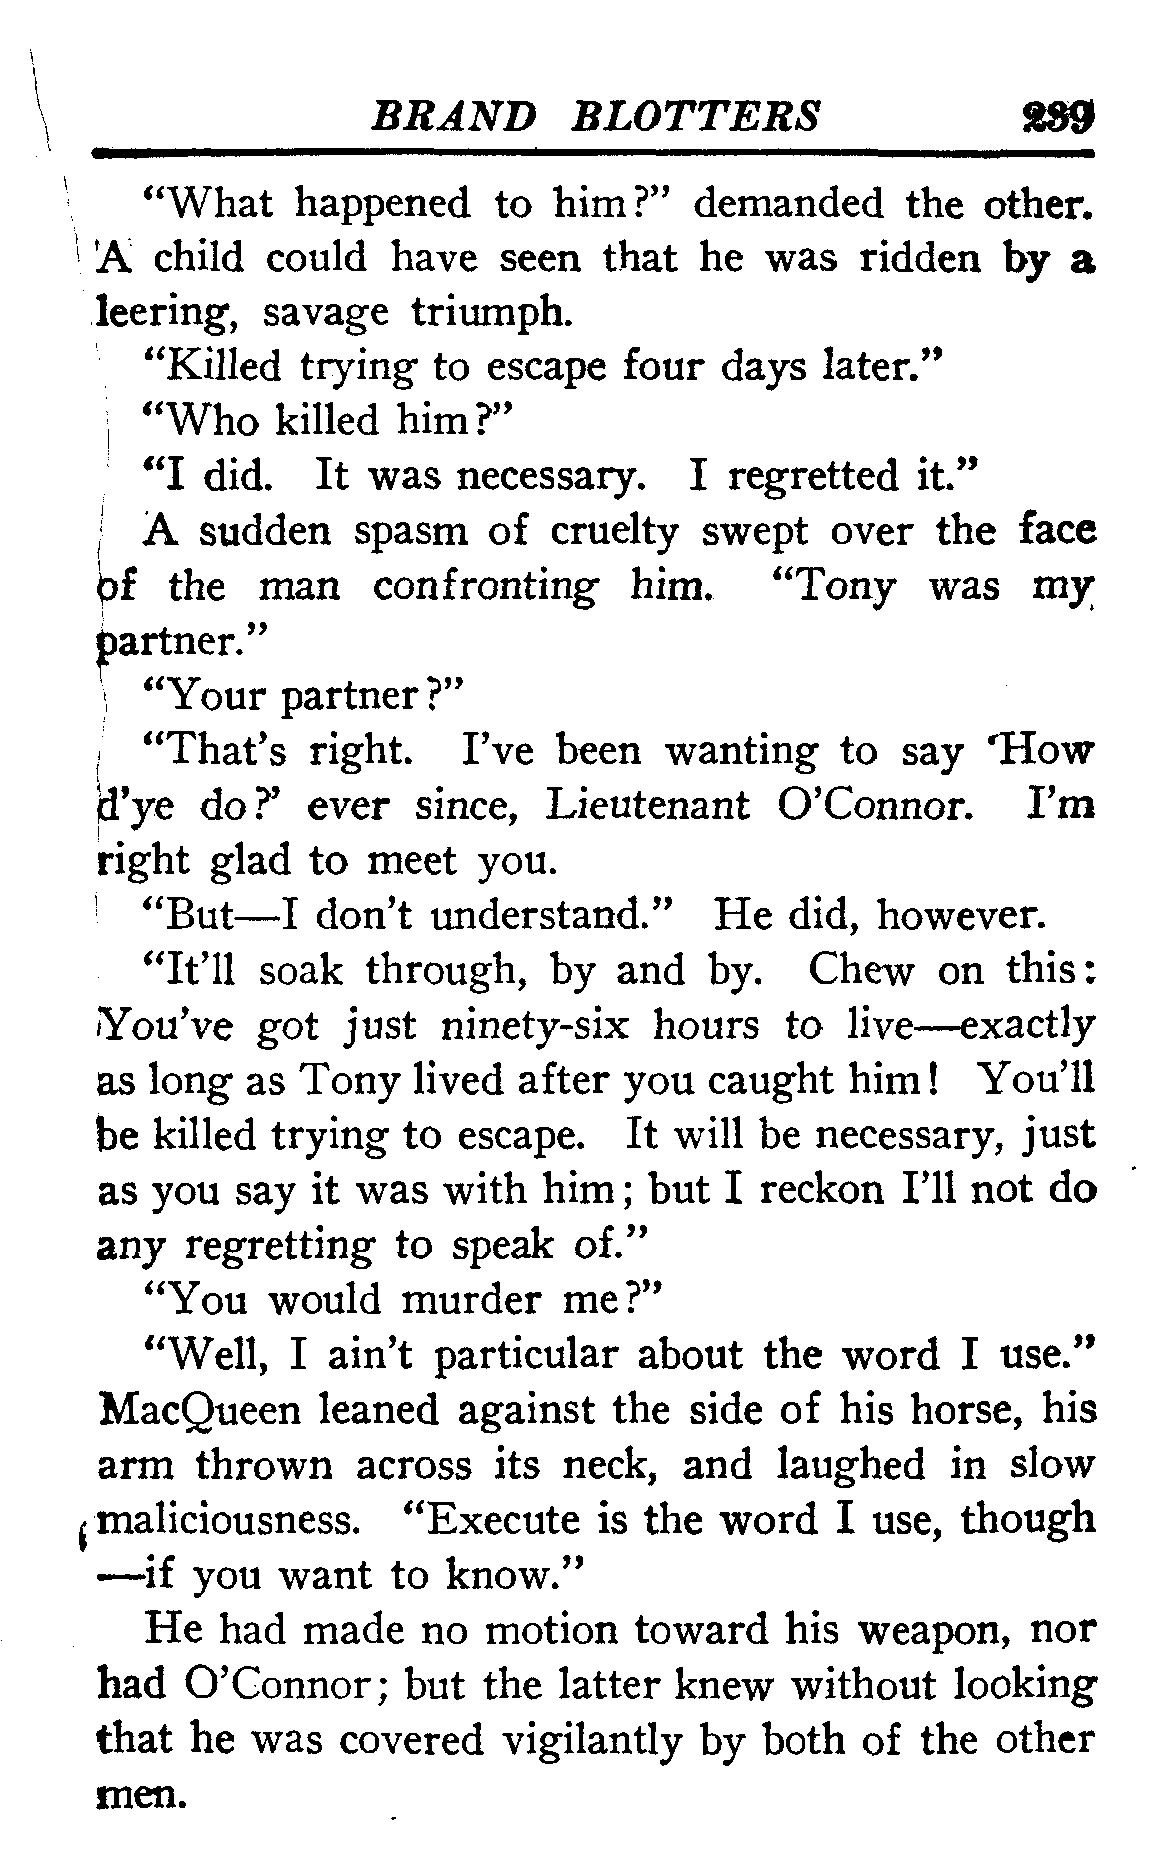 BRAND BLOTTERS 239
“What happened to him?” demanded the other.
A child could have seen that he was ridden by a
leering, savage triumph.
“Killed trying to escape four days later.”
“Who killed him?”
“I did. It was necessary. I regretted it.”
A sudden spasm of cruelty swept over the face
of the man confronting him. “Tony was my
partner.”
“Your partner?”
“That’s right. I’ve been wanting to say ‘How
d’ye do?’ ever since, Lieutenant O’Connor. I’m
right glad to meet you.
“But—I don’t understand.” He did, however.
“It’ll soak through, by and by. Chew on this:
You’ve got just ninety-six hours to live—exactly
as long as Tony lived after you caught him! You’ll
be killed trying to escape. It will be necessary, just
as you say it was with him; but I reckon I’ll not do
any regretting to speak of.”
“You would murder me?”
“Well, I ain’t particular about the word I use.”
MacQueen leaned against the side of his horse, his
arm thrown across its neck, and laughed in slow
maliciousness. “Execute is the word I use, though
—if you want to know.”
He had made no motion toward his weapon, nor
had O’Connor; but the latter knew without looking
that he was covered vigilantly by both of the other
men.